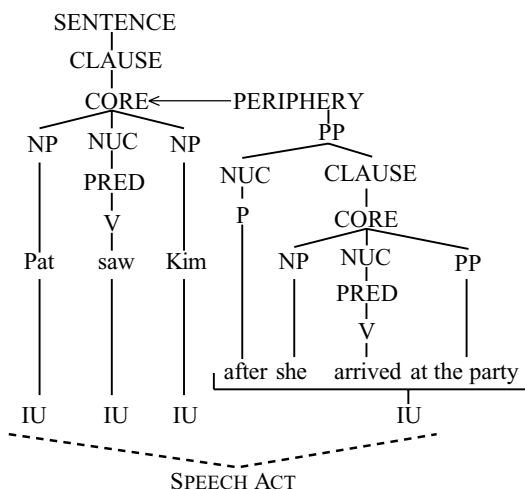 SENTENCE
CLAUSE
CORE PERIPHERY
PP
NP NUC NP
NUC CLAUSE
PRED
P CORE
V
Pat saw Kim NP NUC PP
PRED
V
after she arrived at the party
IU IU IU IU
SPEECH ACT